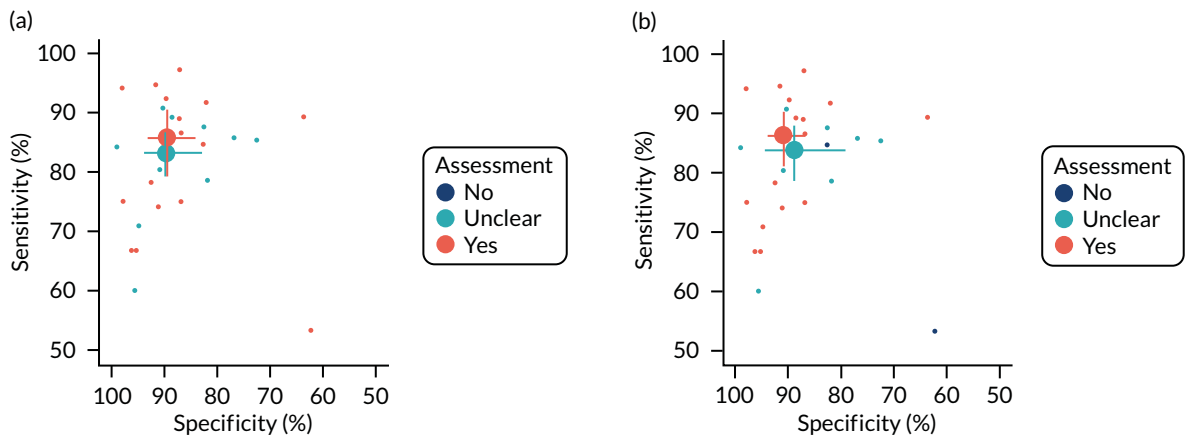 (a)
100
90
80
70
60
50
Sensitivity (%)
100 90 80 70 60 50
Specificity (%)
Assessment
No
Unclear
Yes
(b)
100
90
80
70
60
50
Sensitivity (%)
100 90 80 70 60 50
Specificity (%)
Assessment
No
Unclear
Yes